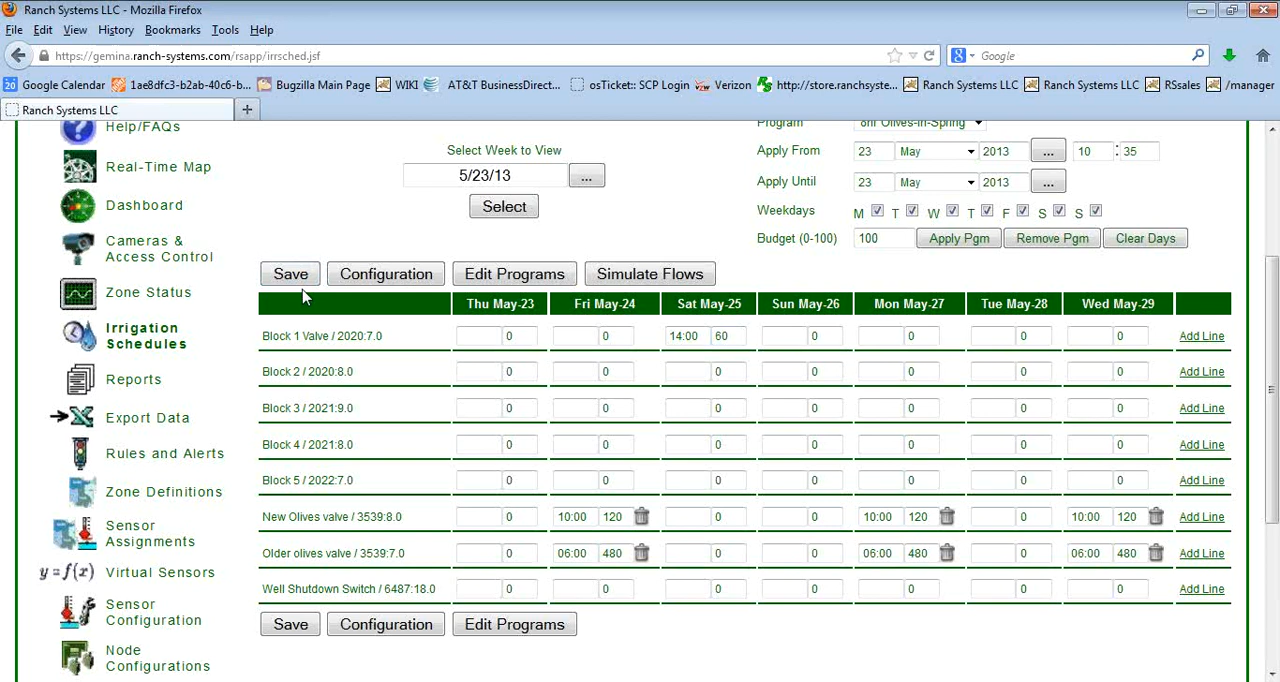 Ranch Systems LLC - Mozilla Firefox
File Edit View History Bookmarks Tools Help
https://gemina.ranch-systems.com/rsapp/irrsched.jsf
Google
Google Calendar 1ae8dfc3-b2ab-40c6-b... Bugzilla Main Page WIKI AT&T BusinessDirect... osTicket:: SCP Login Verizon http://store.ranchsyste... Ranch Systems LLC Ranch Systems LLC RSsales /manager
Ranch Systems LLC +
Help/FAQs
Real-Time Map
Dashboard
Cameras &
Access Control
Zone Status
Irrigation
Schedules
Reports
Export Data
Rules and Alerts
Zone Definitions
Sensor
Assignments
y = f(x) Virtual Sensors
Sensor
Configuration
Node
Configurations
Select Week to View
5/23/13 ...
Select
Program 8hr Olives-in-Spring
Apply From 23 May 2013 ... 10 : 35
Apply Until 23 May 2013 ...
Weekdays M T W T F S S
Budget (0-100) 100 Apply Pgm Remove Pgm Clear Days
Save Configuration Edit Programs Simulate Flows
Thu May-23 Fri May-24 Sat May-25 Sun May-26 Mon May-27 Tue May-28 Wed May-29
Block 1 Valve / 2020:7.0 0 0 14:00 60 0 0 0 0 Add Line
Block 2 / 2020:8.0 0 0 0 0 0 0 0 Add Line
Block 3 / 2021:9.0 0 0 0 0 0 0 0 Add Line
Block 4 / 2021:8.0 0 0 0 0 0 0 0 Add Line
Block 5 / 2022:7.0 0 0 0 0 0 0 0 Add Line
New Olives valve / 3539:8.0 0 10:00 120 0 0 10:00 120 0 10:00 120 Add Line
Older olives valve / 3539:7.0 0 06:00 480 0 0 06:00 480 0 06:00 480 Add Line
Well Shutdown Switch / 6487:18.0 0 0 0 0 0 0 0 Add Line
Save Configuration Edit Programs